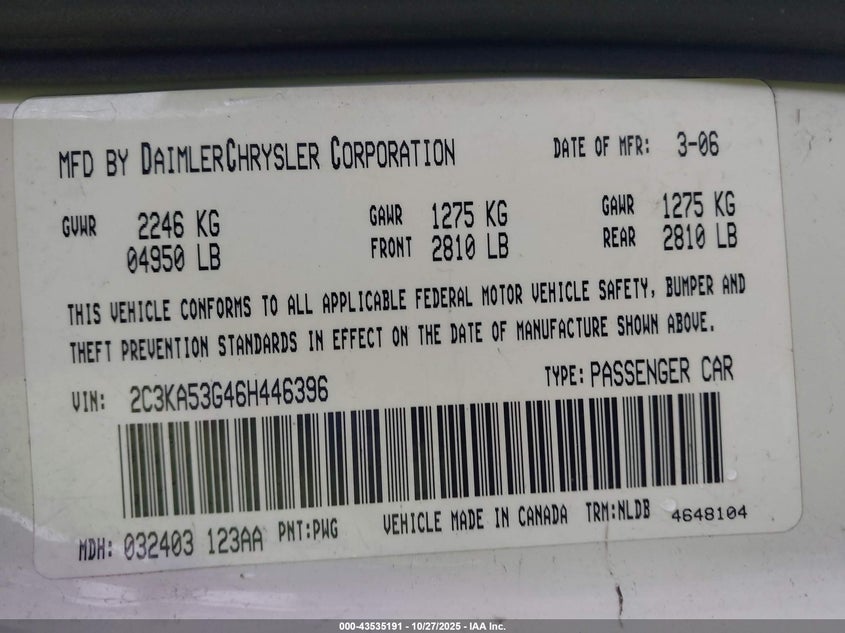 MFD BY DAIMLERCHRYSLER CORPORATION DATE OF MFR: 3-06
GVWR 2246 KG GAWR 1275 KG GAWR 1275 KG
04950 LB FRONT 2810 LB REAR 2810 LB
THIS VEHICLE CONFORMS TO ALL APPLICABLE FEDERAL MOTOR VEHICLE SAFETY, BUMPER AND
THEFT PREVENTION STANDARDS IN EFFECT ON THE DATE OF MANUFACTURE SHOWN ABOVE.
VIN: 2C3KA53G46H446396 TYPE: PASSENGER CAR
MDH: 032403 123AA PNT:PWG VEHICLE MADE IN CANADA TRM:NLDB 4648104
000-43535191 - 10/27/2025 - IAA Inc.